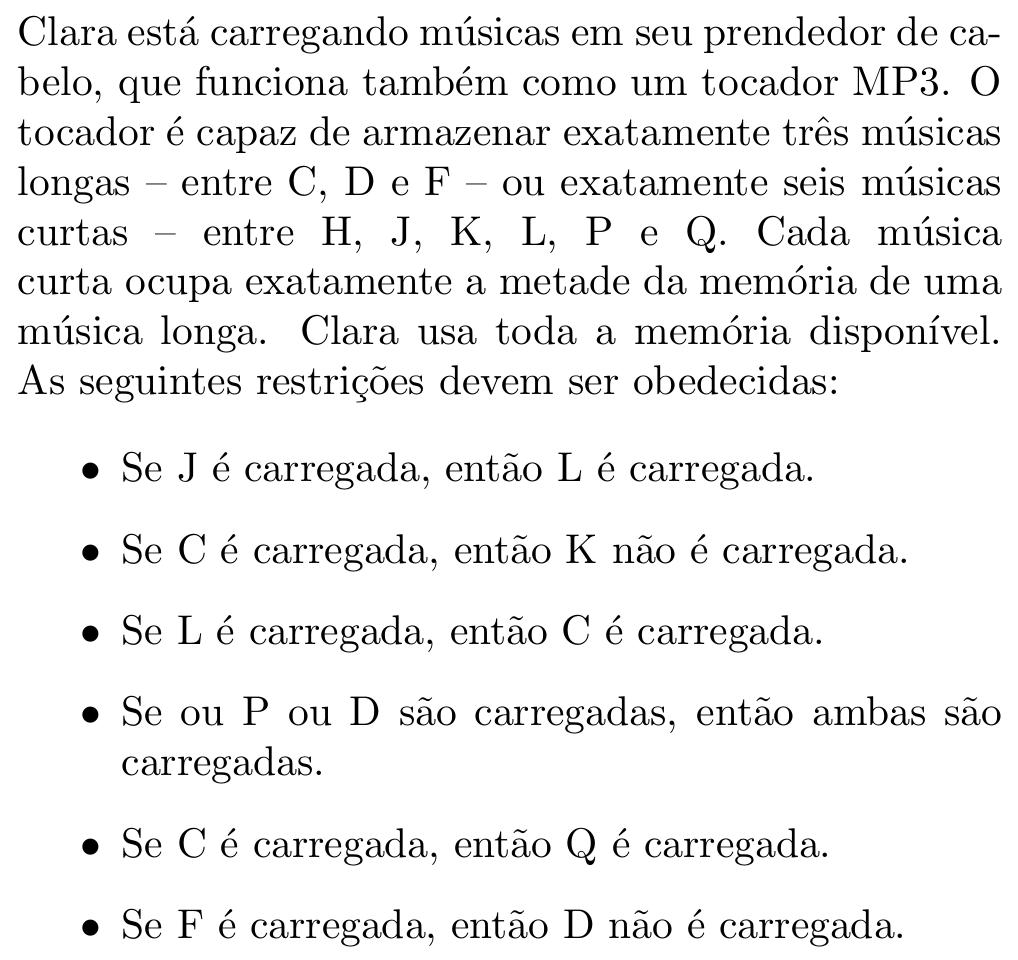 Clara está carregando músicas em seu prendedor de ca-
belo, que funciona também como um tocador MP3. O
tocador é capaz de armazenar exatamente três músicas
longas – entre C, D e F – ou exatamente seis músicas
curtas – entre H, J, K, L, P e Q. Cada música
curta ocupa exatamente a metade da memória de uma
música longa. Clara usa toda a memória disponível.
As seguintes restrições devem ser obedecidas:
• Se J é carregada, então L é carregada.
• Se C é carregada, então K não é carregada.
• Se L é carregada, então C é carregada.
• Se ou P ou D são carregadas, então ambas são
carregadas.
• Se C é carregada, então Q é carregada.
• Se F é carregada, então D não é carregada.